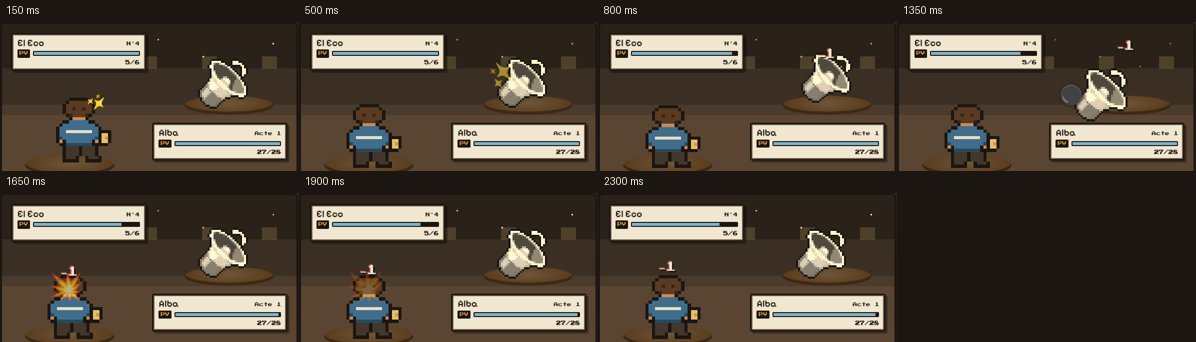 150 ms
El Eco N°4
PV
5/6
Alba Acte 1
PV
27/28
500 ms
El Eco N°4
PV
5/6
Alba Acte 1
PV
27/28
800 ms
El Eco N°4
PV
5/6
-1
Alba Acte 1
PV
27/28
1350 ms
El Eco N°4
PV
5/6
-1
Alba Acte 1
PV
27/28
1650 ms
El Eco N°4
PV
5/6
-1
Alba Acte 1
PV
27/28
1900 ms
El Eco N°4
PV
5/6
-1
Alba Acte 1
PV
27/28
2300 ms
El Eco N°4
PV
5/6
-1
Alba Acte 1
PV
27/28